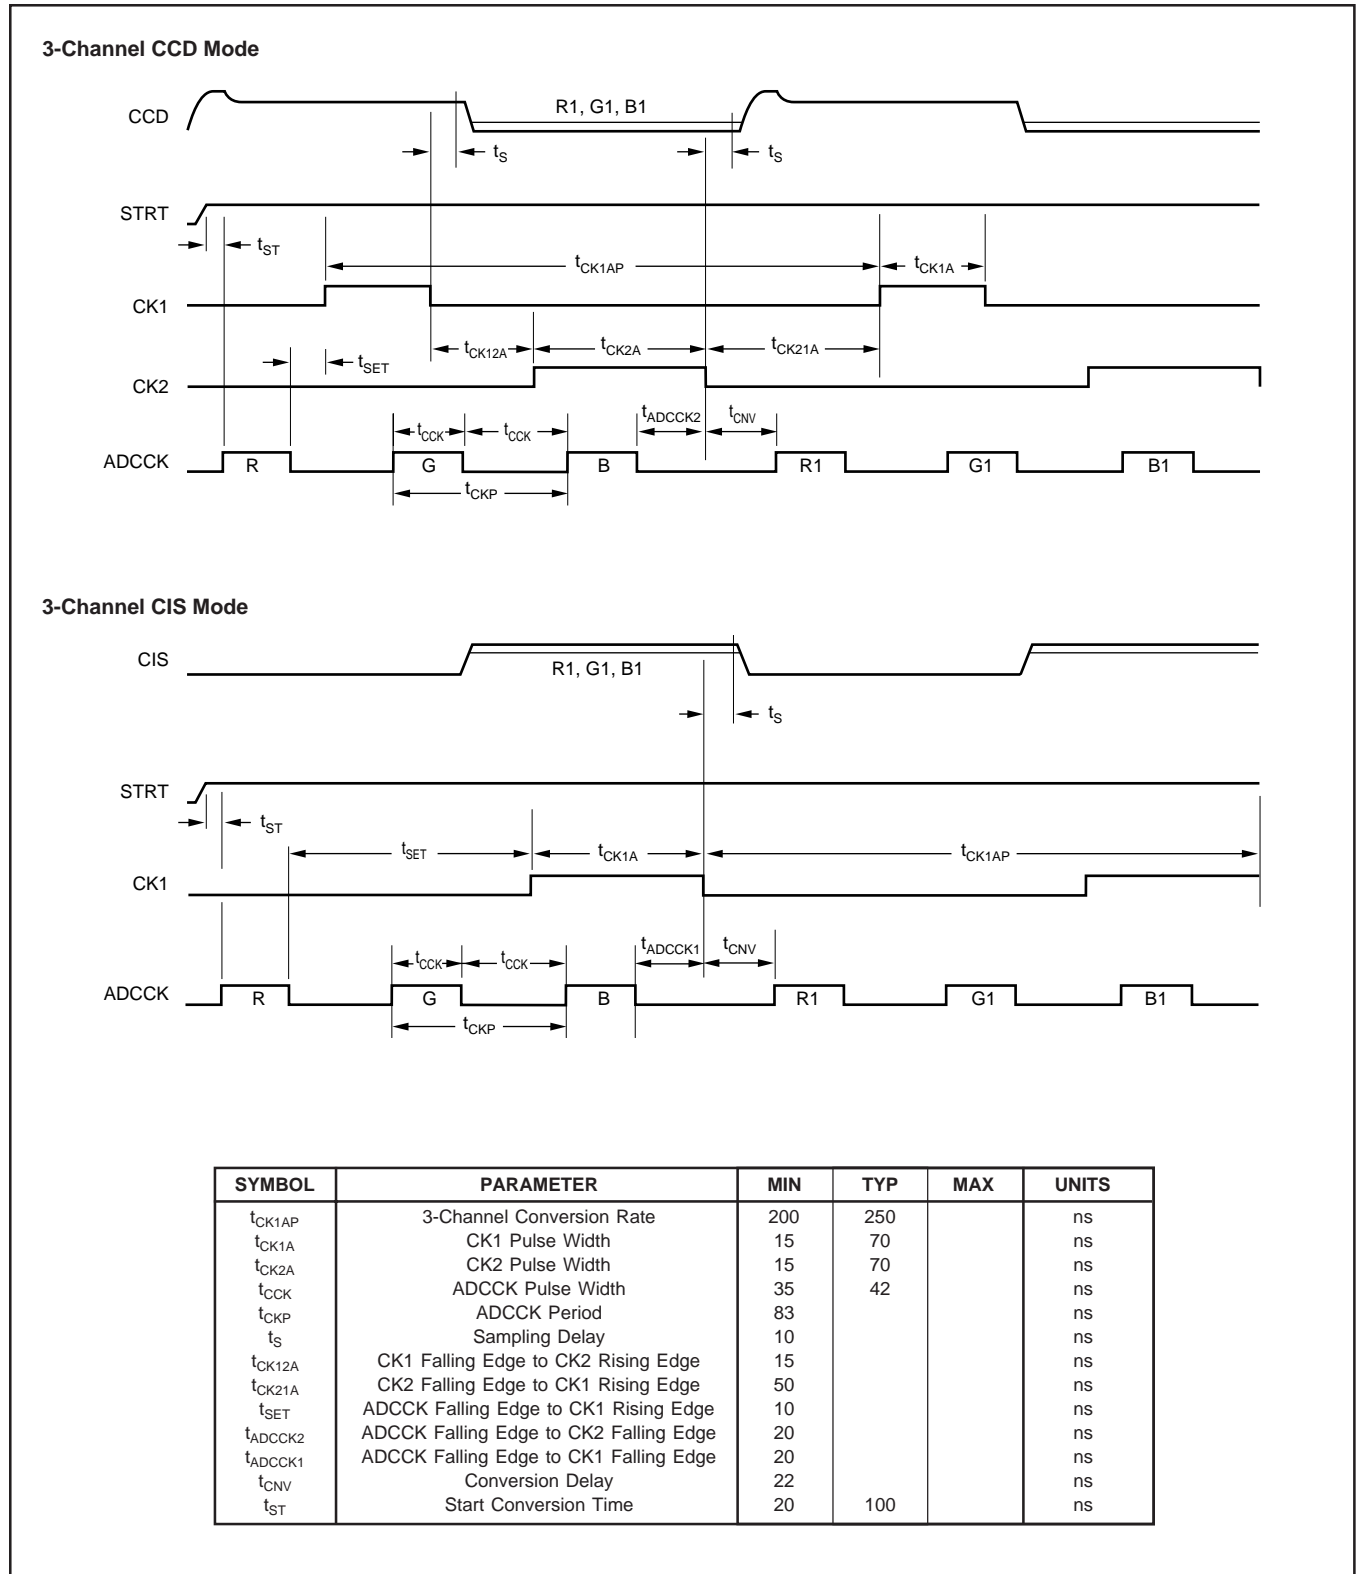 3-Channel CCD Mode
CCD
R1, G1, B1
tS
tS
STRT
tST
tCK1AP
tCK1A
CK1
tCK12A
tCK2A
tCK21A
tSET
CK2
tCCK
tCCK
tADCCK2
tCNV
ADCCK
R
G
B
R1
G1
B1
tCKP
3-Channel CIS Mode
CIS
R1, G1, B1
tS
STRT
tST
tSET
tCK1A
tCK1AP
CK1
tCCK
tCCK
tADCCK1
tCNV
ADCCK
R
G
B
R1
G1
B1
tCKP
SYMBOL PARAMETER MIN TYP MAX UNITS
tCK1AP 3-Channel Conversion Rate 200 250 ns
tCK1A CK1 Pulse Width 15 70 ns
tCK2A CK2 Pulse Width 15 70 ns
tCCK ADCCK Pulse Width 35 42 ns
tCKP ADCCK Period 83 ns
tS Sampling Delay 10 ns
tCK12A CK1 Falling Edge to CK2 Rising Edge 15 ns
tCK21A CK2 Falling Edge to CK1 Rising Edge 50 ns
tSET ADCCK Falling Edge to CK1 Rising Edge 10 ns
tADCCK2 ADCCK Falling Edge to CK2 Falling Edge 20 ns
tADCCK1 ADCCK Falling Edge to CK1 Falling Edge 20 ns
tCNV Conversion Delay 22 ns
tST Start Conversion Time 20 100 ns